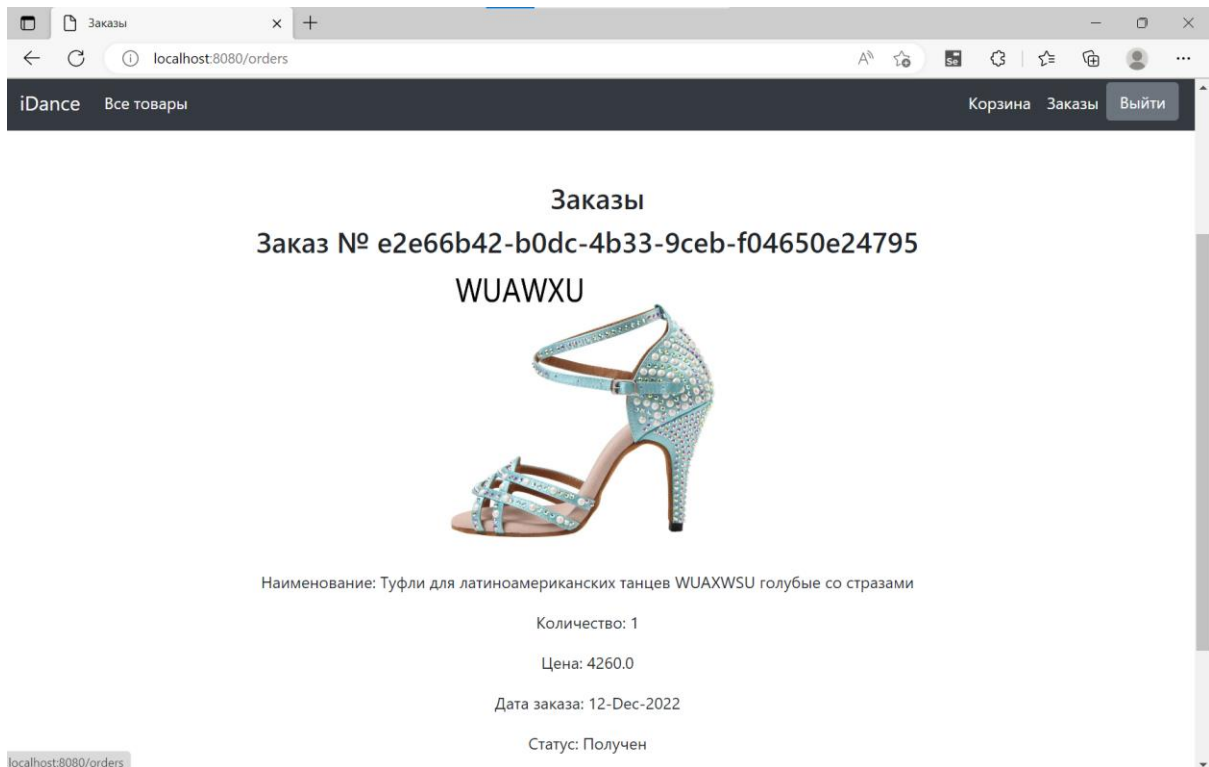 Заказы
localhost:8080/orders
iDance Все товары Корзина Заказы Выйти
Заказы
Заказ № e2e66b42-b0dc-4b33-9ceb-f04650e24795
WUAWXU
Наименование: Туфли для латиноамериканских танцев WUAXWSU голубые со стразами
Количество: 1
Цена: 4260.0
Дата заказа: 12-Dec-2022
Статус: Получен
localhost:8080/orders